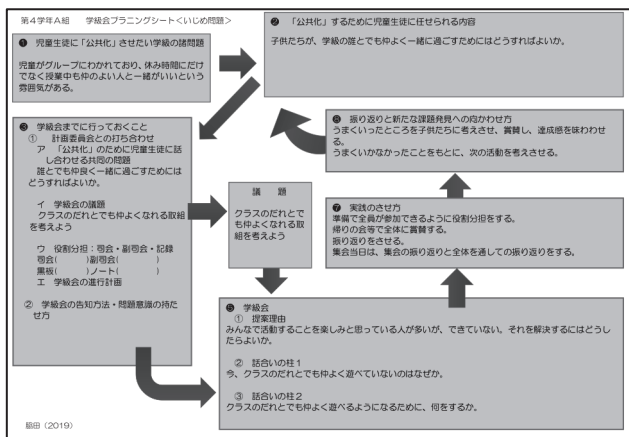 第4学年A組　学級会プランニングシート＜いじめ問題＞
❶　児童生徒に「公共化」させたい学級の諸問題
児童がグループにわかれており、休み時間にだけ
でなく授業中も仲のよい人と一緒がいいという
雰囲気がある。
❷　「公共化」するために児童生徒に任せられる内容
子供たちが、学級の誰とでも仲よく一緒に過ごすためにはどうすればよいか。
❸　学級会までに行っておくこと
①　計画委員会との打ち合わせ
ア　「公共化」のために児童生徒に話
し合わせる共同の問題
誰とでも仲良く一緒に過ごすためには
どうすればよいか。
イ　学級会の議題
クラスのだれとでも仲よくなれる取組
を考えよう
ウ　役割分担：司会・副司会・記録
司会(　　　)副司会(　　　)
黒板(　　　)ノート(　　　)
エ　学級会の進行計画
②　学級会の告知方法・問題意識の持た
せ方
議　題
クラスのだれとで
も仲よくなれる取
組を考えよう
❺　学級会
①　提案理由
みんなで活動することを楽しみと思っている人が多いが、できていない。それを解決するにはどうし
たらよいか。
②　話合いの柱１
今、クラスのだれとでも仲よく遊べていないのはなぜか。
③　話合いの柱２
クラスのだれとでも仲よく遊べるようになるために、何をするか。
❼　実践のさせ方
準備で全員が参加できるように役割分担をする。
帰りの会等で全体に賞賛する。
振り返りをさせる。
集会当日は、集会の振り返りと全体を通しての振り返りをする。
❽　振り返りと新たな課題発見への向かわせ方
うまくいったところを子供たちに考えさせ、賞賛し、達成感を味わわせ
る。
うまくいかなかったことをもとに、次の活動を考えさせる。
脇田（2019）